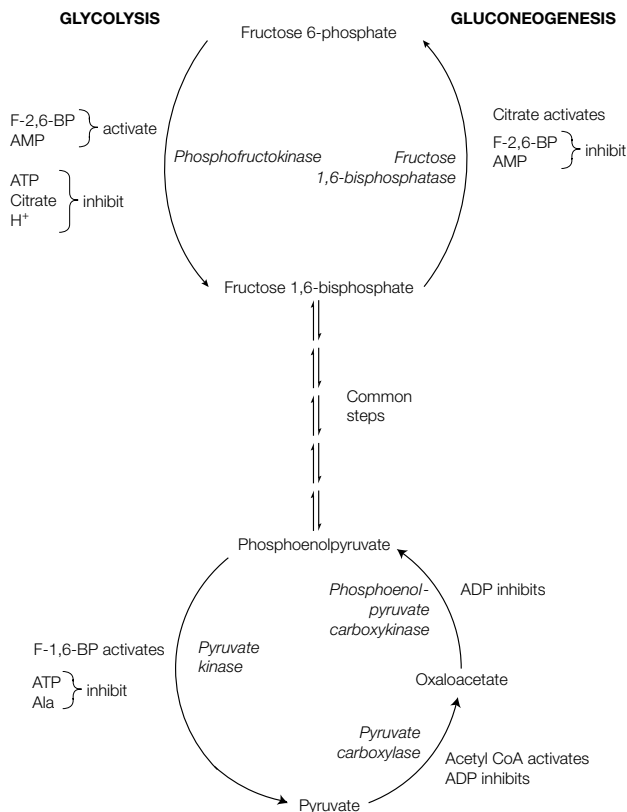 GLYCOLYSIS
GLUCONEOGENESIS
Fructose 6-phosphate
F-2,6-BP
AMP
activate
ATP
Citrate
H⁺
inhibit
Phosphofructokinase
Fructose
1,6-bisphosphatase
Citrate activates
F-2,6-BP
AMP
inhibit
Fructose 1,6-bisphosphate
Common
steps
Phosphoenolpyruvate
F-1,6-BP activates
ATP
Ala
inhibit
Pyruvate
kinase
Phosphoenol-
pyruvate
carboxykinase
ADP inhibits
Oxaloacetate
Pyruvate
carboxylase
Acetyl CoA activates
ADP inhibits
Pyruvate